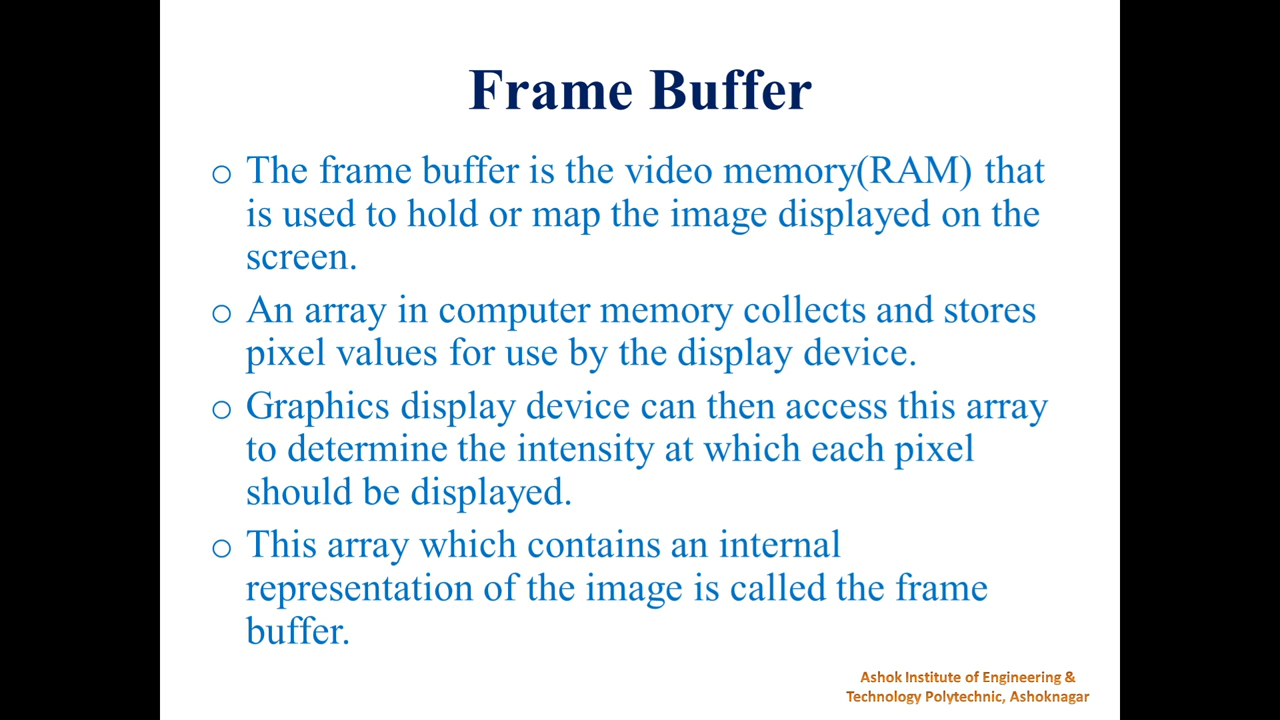 Frame Buffer
o The frame buffer is the video memory(RAM) that
is used to hold or map the image displayed on the
screen.
o An array in computer memory collects and stores
pixel values for use by the display device.
o Graphics display device can then access this array
to determine the intensity at which each pixel
should be displayed.
o This array which contains an internal
representation of the image is called the frame
buffer.
Ashok Institute of Engineering &
Technology Polytechnic, Ashoknagar